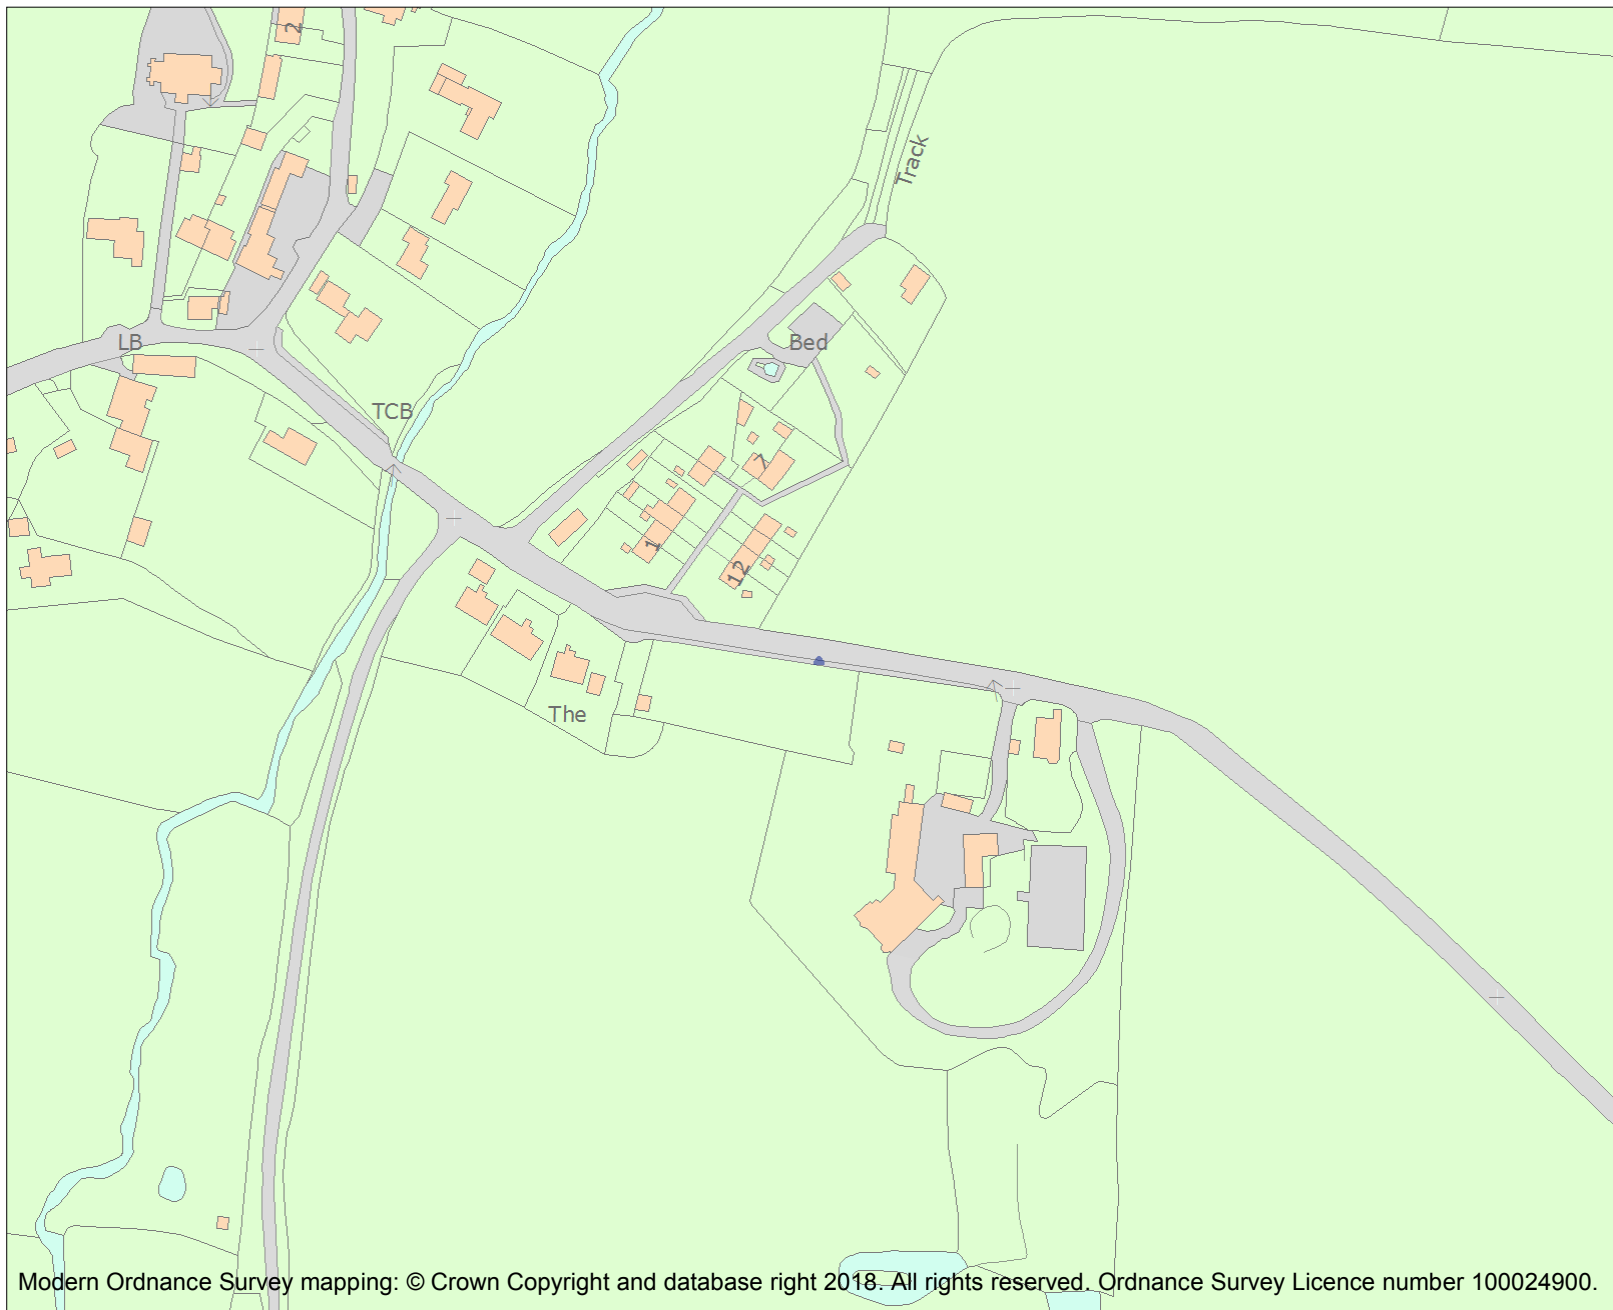 2
Track
LB
Bed
TCB
7
1
12
The
Modern Ordnance Survey mapping: © Crown Copyright and database right 2018. All rights reserved. Ordnance Survey Licence number 100024900.